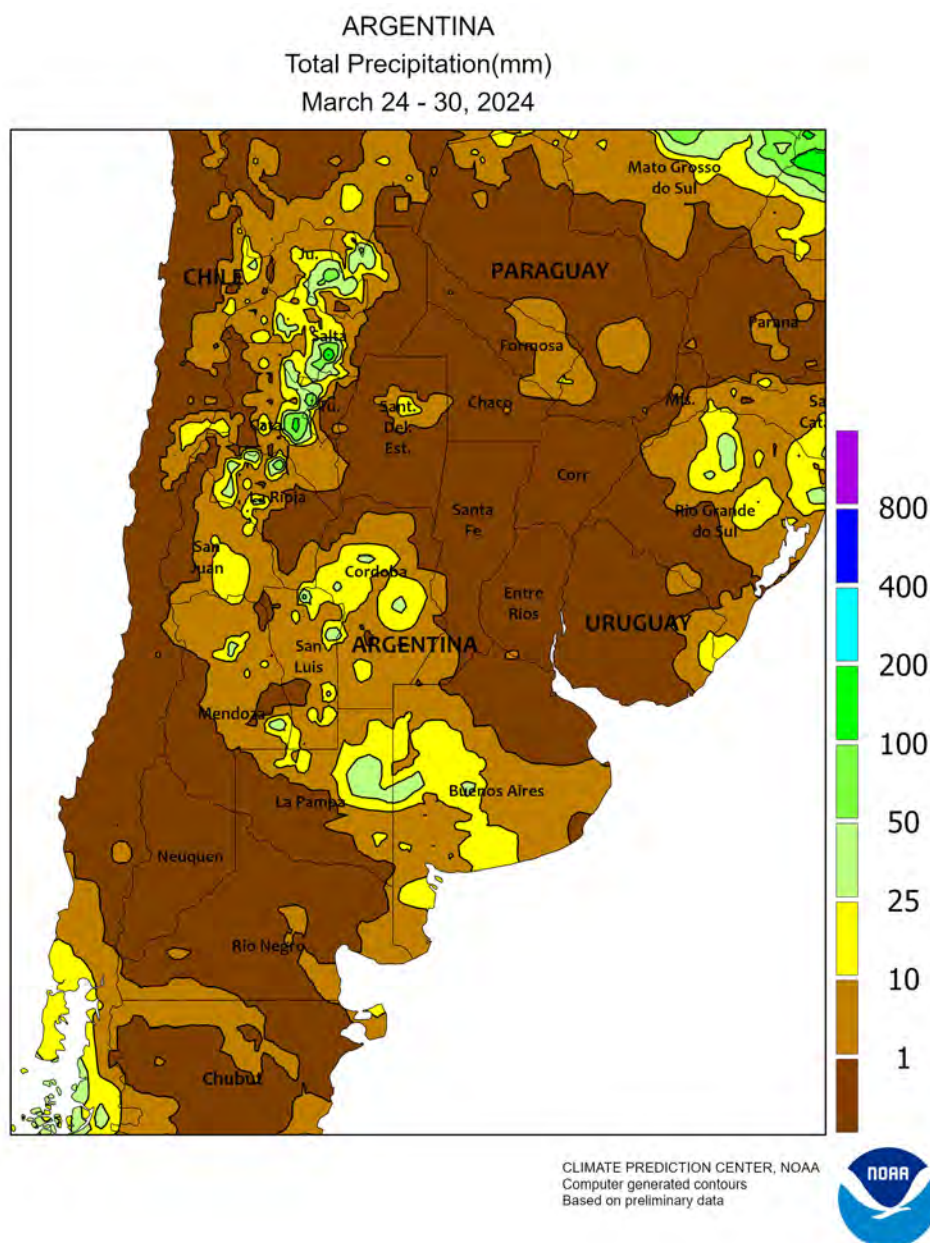 ARGENTINA
Total Precipitation(mm)
March 24 - 30, 2024
Mato Grosso
do Sul
Ju.
CHILE
PARAGUAY
Parana
Salta
Formosa
Mis.
Sa
Cat.
Tu.
Sant.
Del.
Est.
Chaco
Cata.
Corr
La Rioja
Santa
Fe
Rio Grande
do Sul
San
Juan
Cordoba
Entre
Rios
URUGUAY
ARGENTINA
San
Luis
Mendoza
La Pampa
Buenos Aires
Neuquen
Rio Negro
Chubut
800
400
200
100
50
25
10
1
CLIMATE PREDICTION CENTER, NOAA
Computer generated contours
Based on preliminary data
NOAA